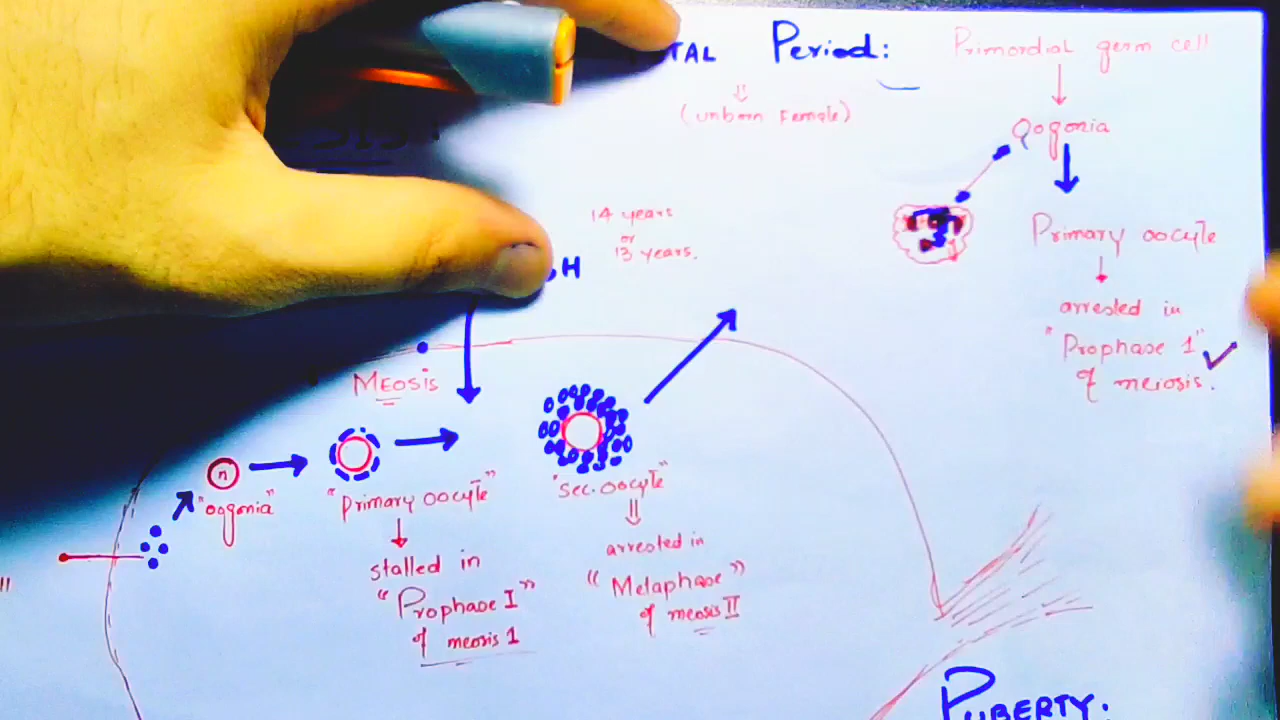 Period:
(unborn Female)
Primordial germ cell
Oogonia
Primary oocyte
arrested in
"Prophase 1"
of meiosis.
14 years
or
13 years.
H
MEOSIS
n
"oogonia"
"Primary oocyte"
stalled in
"Prophase I"
of meosis 1
"sec. oocyte"
arrested in
"Metaphase"
of meosis II
PUBERTY: